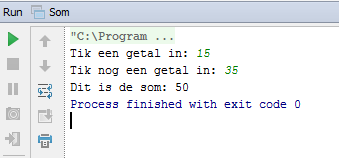 Run Som
"C:\Program ...
Tik een getal in: 15
Tik nog een getal in: 35
Dit is de som: 50
Process finished with exit code 0